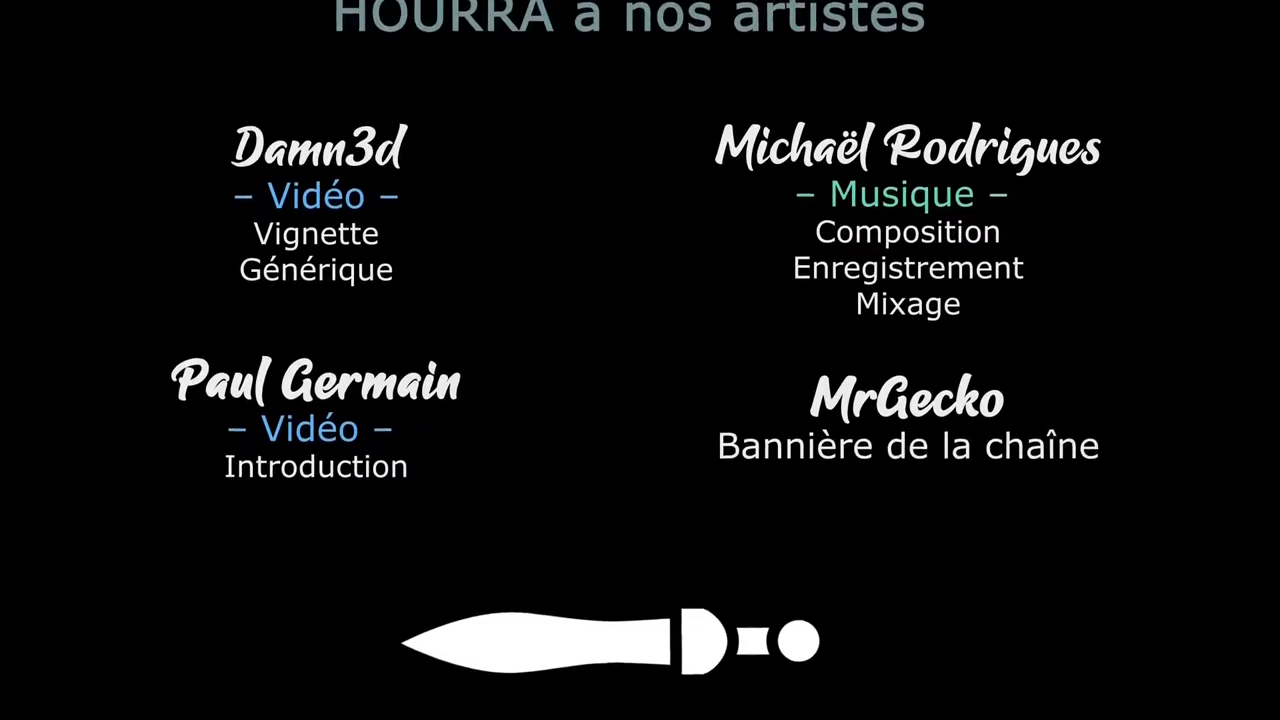 HOURRA à nos artistes
Damn3d
– Vidéo –
Vignette
Générique
Michaël Rodrigues
– Musique –
Composition
Enregistrement
Mixage
Paul Germain
– Vidéo –
Introduction
MrGecko
Bannière de la chaîne